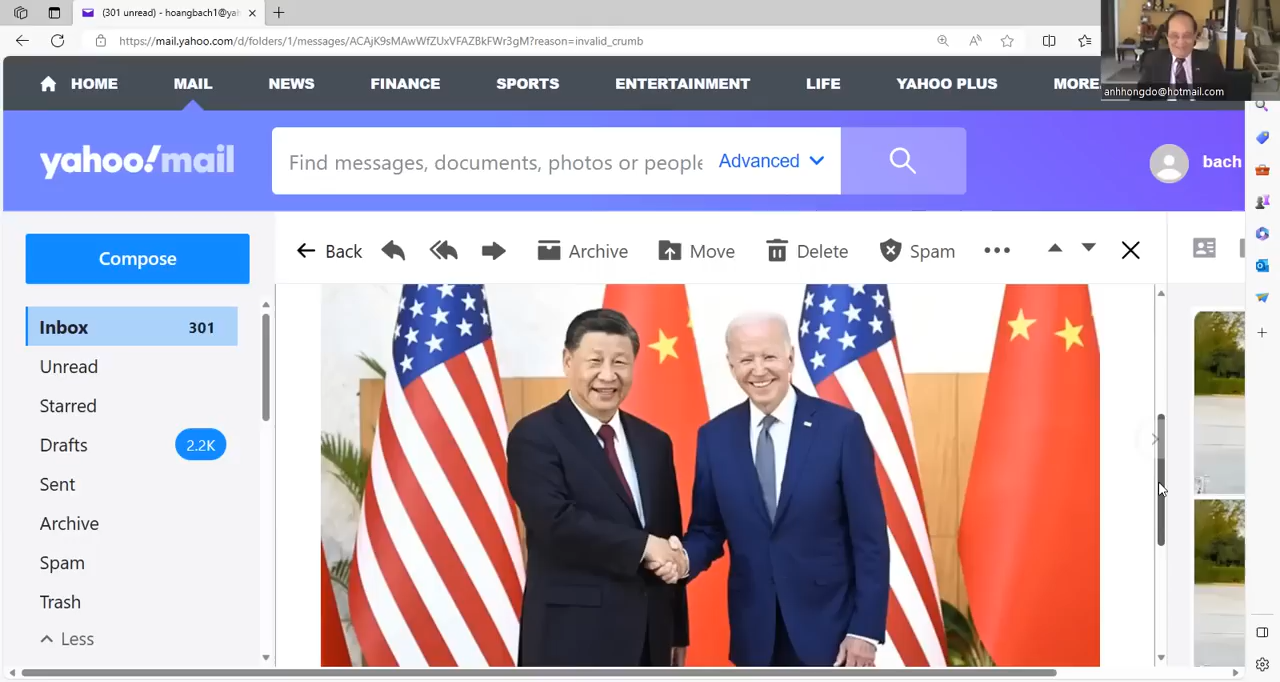 (301 unread) - hoangbach1@yah
https://mail.yahoo.com/d/folders/1/messages/ACAjK9sMAwWfZUxVFAZBkFWr3gM?reason=invalid_crumb
anhhongdo@hotmail.com
HOME MAIL NEWS FINANCE SPORTS ENTERTAINMENT LIFE YAHOO PLUS MORE
yahoo!mail
Find messages, documents, photos or people
Advanced
bach
Compose
Back
Archive
Move
Delete
Spam
Inbox 301
Unread
Starred
Drafts 2.2K
Sent
Archive
Spam
Trash
Less